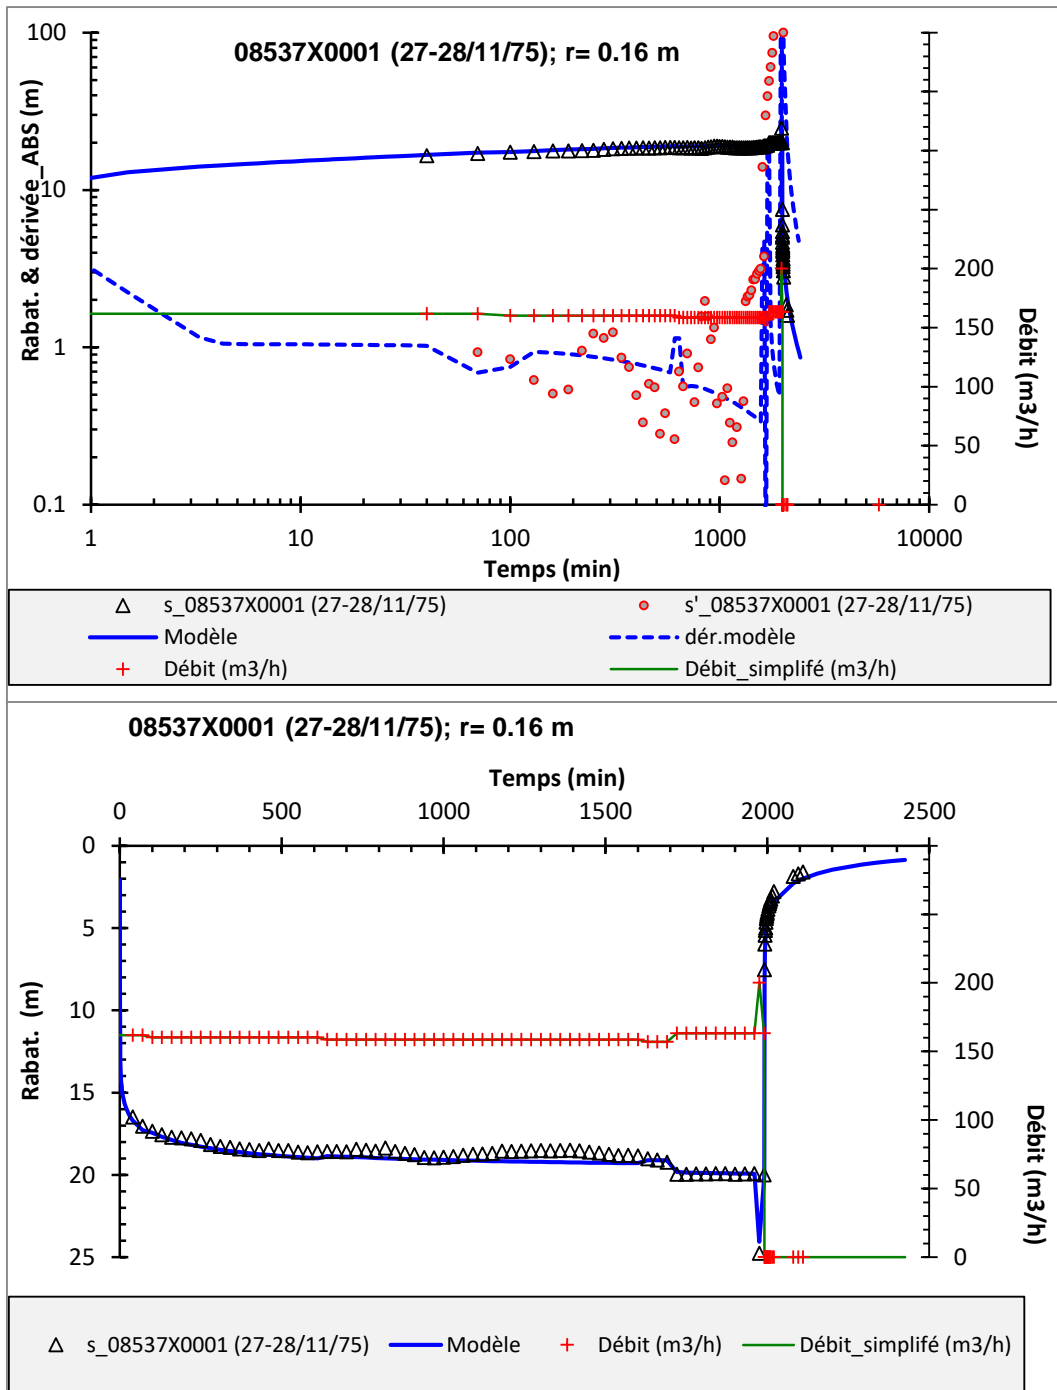 08537X0001 (27-28/11/75); r= 0.16 m
Rabat. & dérivée_ABS (m)
100
10
1
0.1
1
10
100
1000
10000
Temps (min)
200
150
100
50
0
Débit (m3/h)
s_08537X0001 (27-28/11/75)
s'_08537X0001 (27-28/11/75)
Modèle
dér.modèle
Débit (m3/h)
Débit_simplifé (m3/h)
08537X0001 (27-28/11/75); r= 0.16 m
Temps (min)
0
500
1000
1500
2000
2500
Rabat. (m)
0
5
10
15
20
25
200
150
100
50
0
Débit (m3/h)
s_08537X0001 (27-28/11/75)
Modèle
Débit (m3/h)
Débit_simplifé (m3/h)